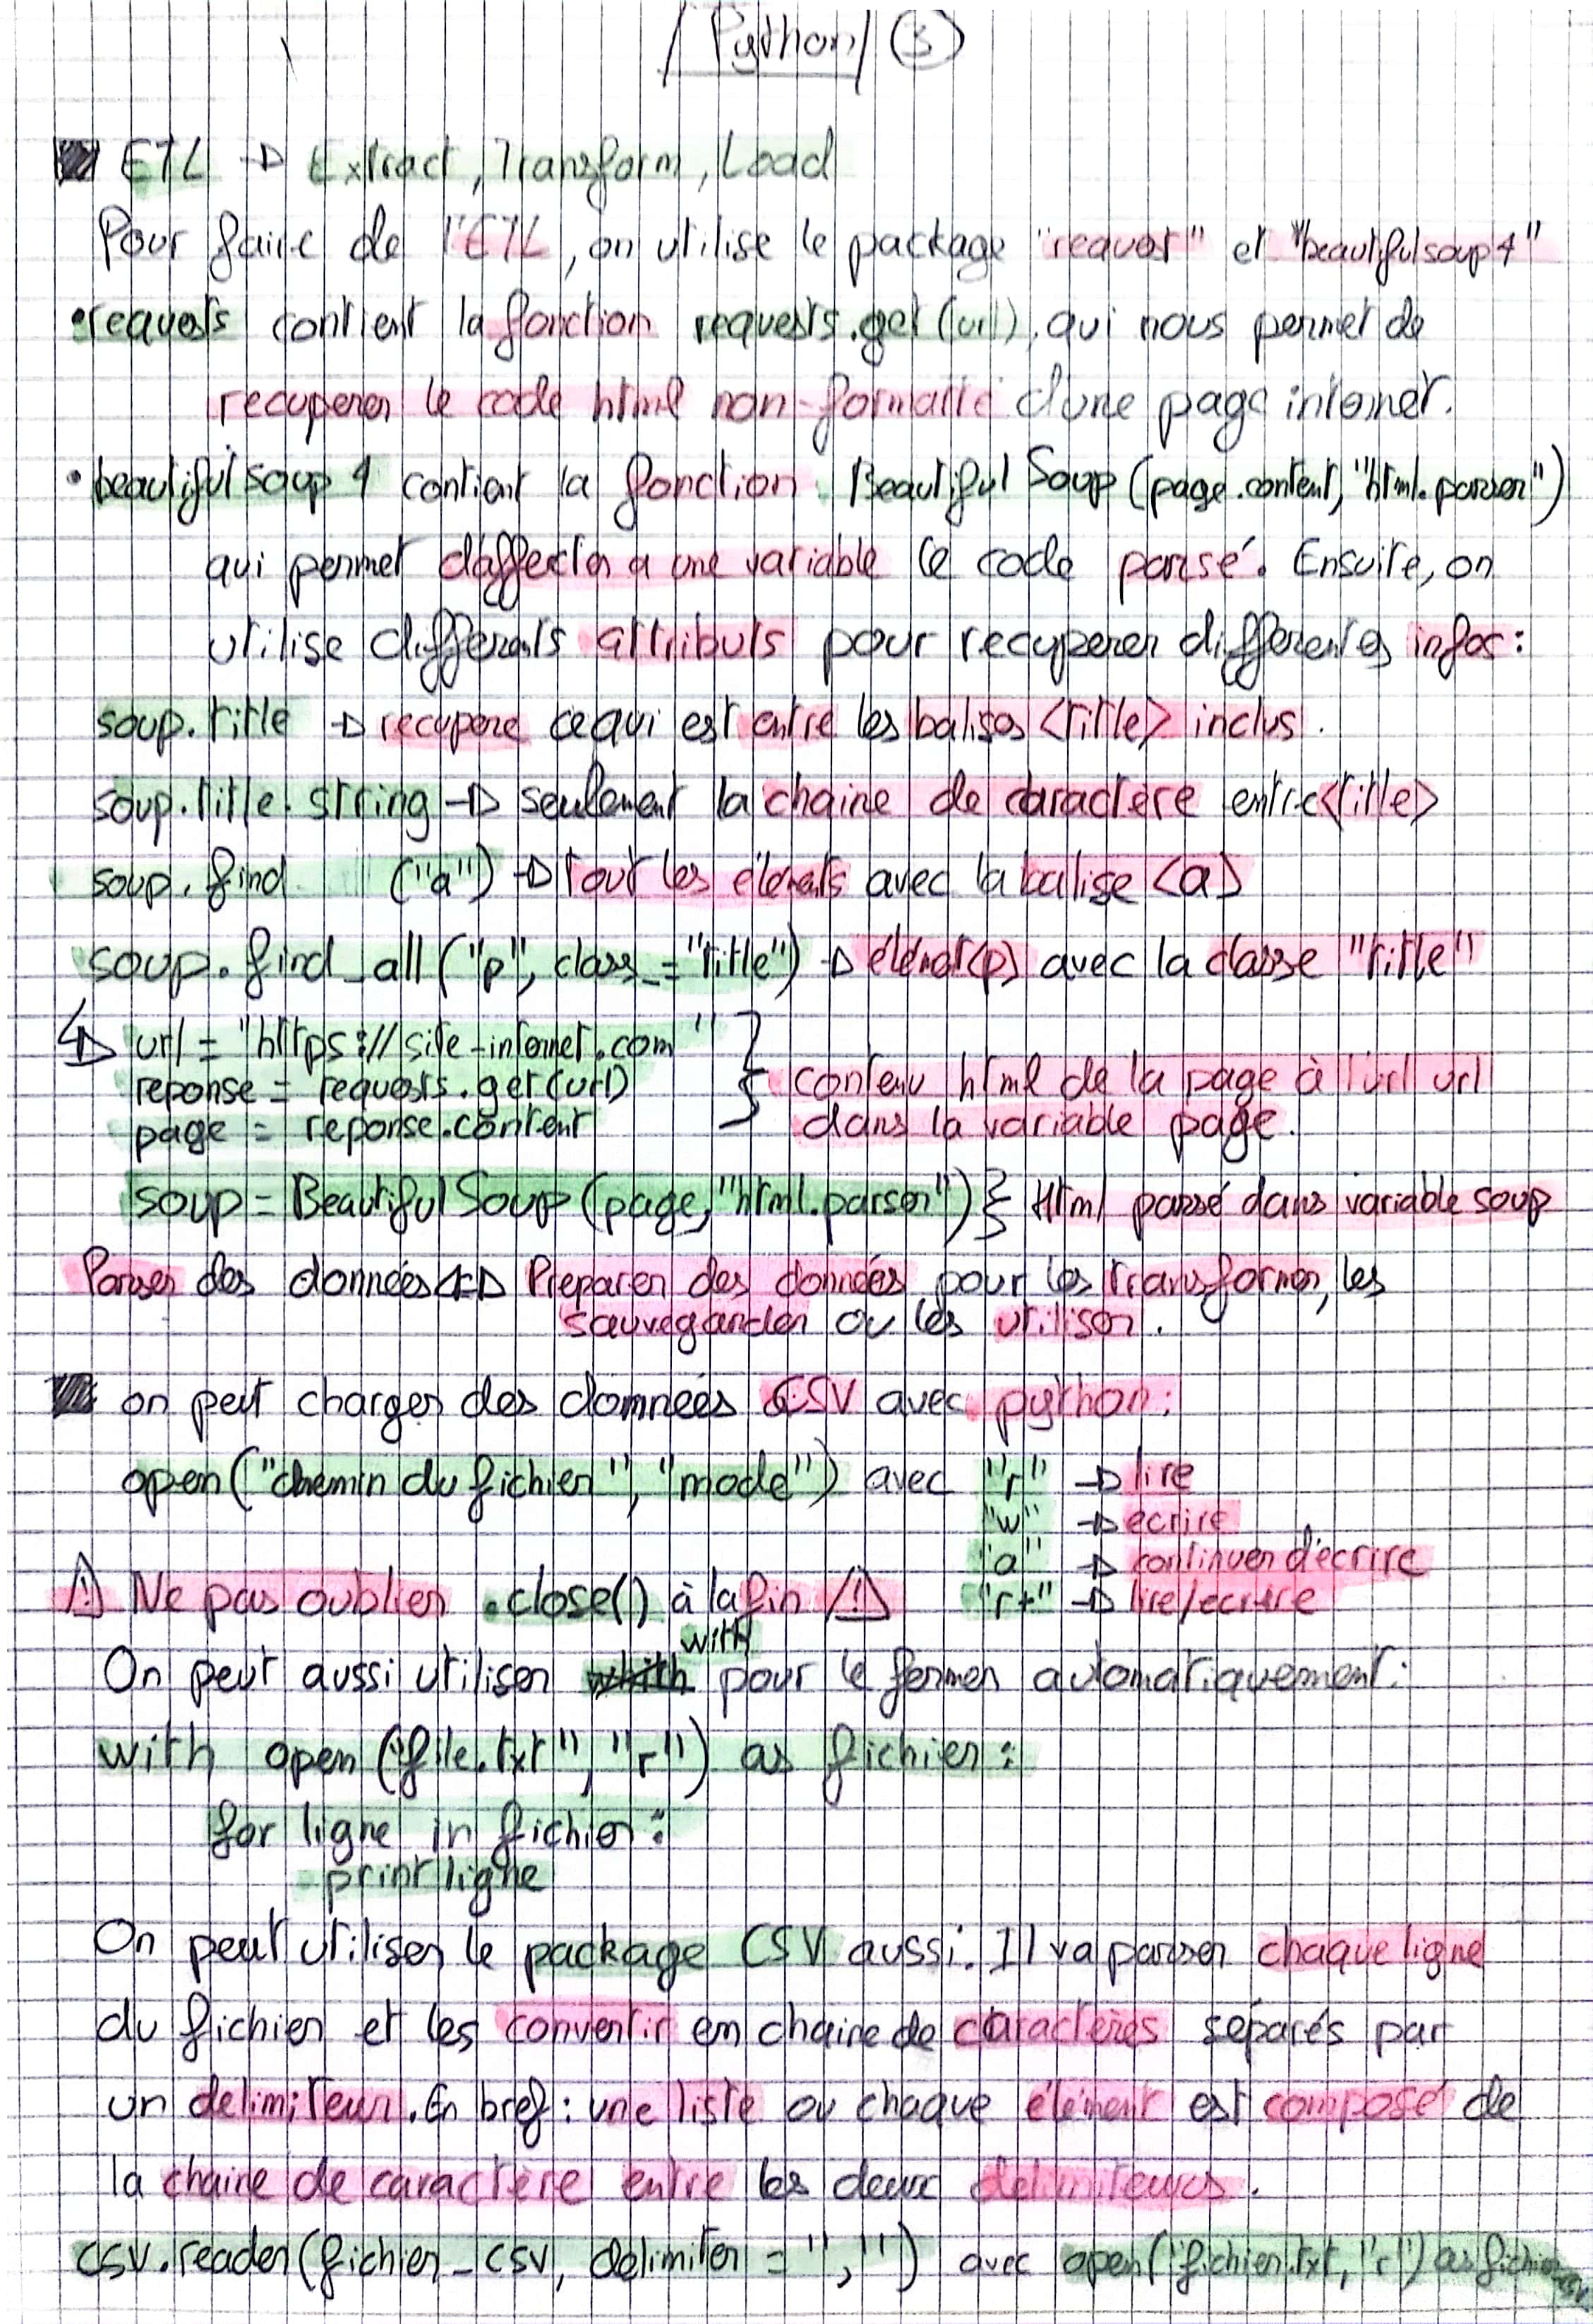 Python (3)
ETL → Extract, Transform, Load
Pour faire de l'ETL, on utilise le package "request" et "beautifulsoup4"
• requests contient la fonction requests.get(url), qui nous permet de
recuperer le code html non-formatté d'une page internet.
• beautifulsoup 4 contient la fonction BeautifulSoup (page.content, "html.parser")
qui permet d'affecter a une variable le code parsé. Ensuite, on
utilise differents attributs pour recuperer differentes infos :
soup.title → recupere ce qui est entre les balises <title> inclus.
soup.title.string → seulement la chaine de caractere entre <title>
soup.find ("a") → tout les élements avec la balise <a>
soup.find_all ("p", class_="title") → élémet(p) avec la classe "title"
↳ url = "https://site-internet.com"
reponse = requests.get(url)
page = reponse.content
} contenu html de la page à l'url url
dans la variable page.
soup = BeautifulSoup (page, "html.parser") } Html parsé dans variable soup
Parser des données ⇔ Preparer des données pour les transformer, les
sauvegarder ou les utiliser.
on peut charger des données CSV avec python :
open ("chemin du fichier", "mode") avec "r" → lire
"w" → ecrire
"a" → continuer d'écrire
⚠ Ne pas oublier .close() à la fin ⚠ "r+" → lire/ecrire
On peut aussi utiliser with pour le fermer automatiquement :
with open ("file.txt", "r") as fichier :
for ligne in fichier :
print ligne
On peut utiliser le package CSV aussi. Il va parser chaque ligne
du fichier et les convertir en chaine de caractères séparés par
un delimiteur. En bref : une liste ou chaque élément est composé de
la chaine de caractère entre les deux delimiteurs.
csv.reader(fichier_csv, delimiter = ",") avec open("fichier.txt, "r") as fichier_csv